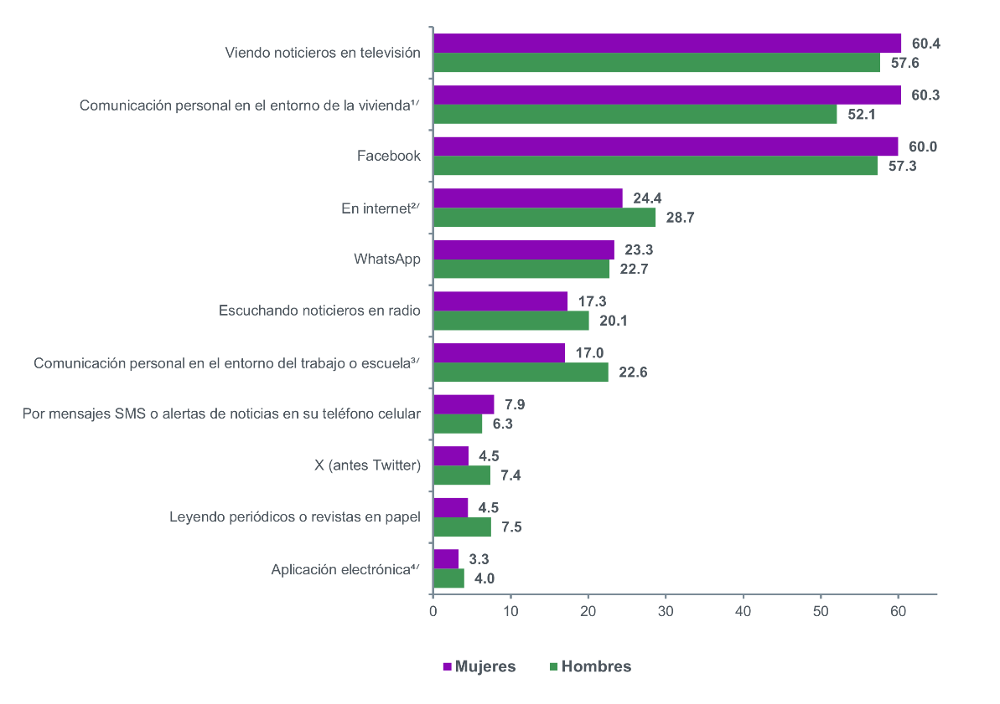 Viendo noticieros en televisión
60.4
57.6
Comunicación personal en el entorno de la vivienda¹ᐟ
60.3
52.1
Facebook
60.0
57.3
En internet²ᐟ
24.4
28.7
WhatsApp
23.3
22.7
Escuchando noticieros en radio
17.3
20.1
Comunicación personal en el entorno del trabajo o escuela³ᐟ
17.0
22.6
Por mensajes SMS o alertas de noticias en su teléfono celular
7.9
6.3
X (antes Twitter)
4.5
7.4
Leyendo periódicos o revistas en papel
4.5
7.5
Aplicación electrónica⁴ᐟ
3.3
4.0
0 10 20 30 40 50 60
Mujeres Hombres